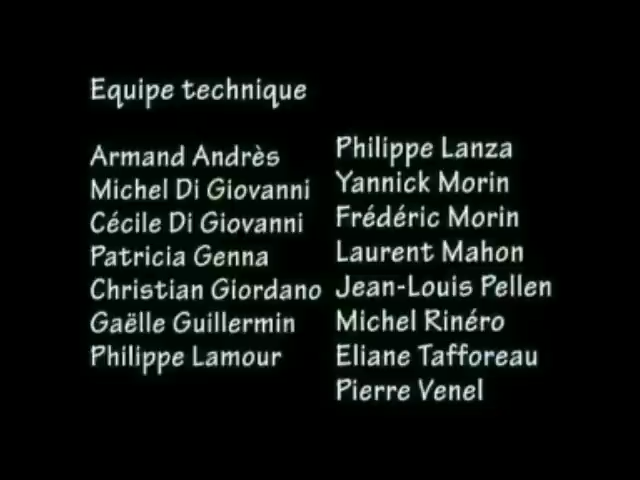 Equipe technique
Armand Andrès
Michel Di Giovanni
Cécile Di Giovanni
Patricia Genna
Christian Giordano
Gaëlle Guillermin
Philippe Lamour
Philippe Lanza
Yannick Morin
Frédéric Morin
Laurent Mahon
Jean-Louis Pellen
Michel Rinéro
Eliane Tafforeau
Pierre Venel